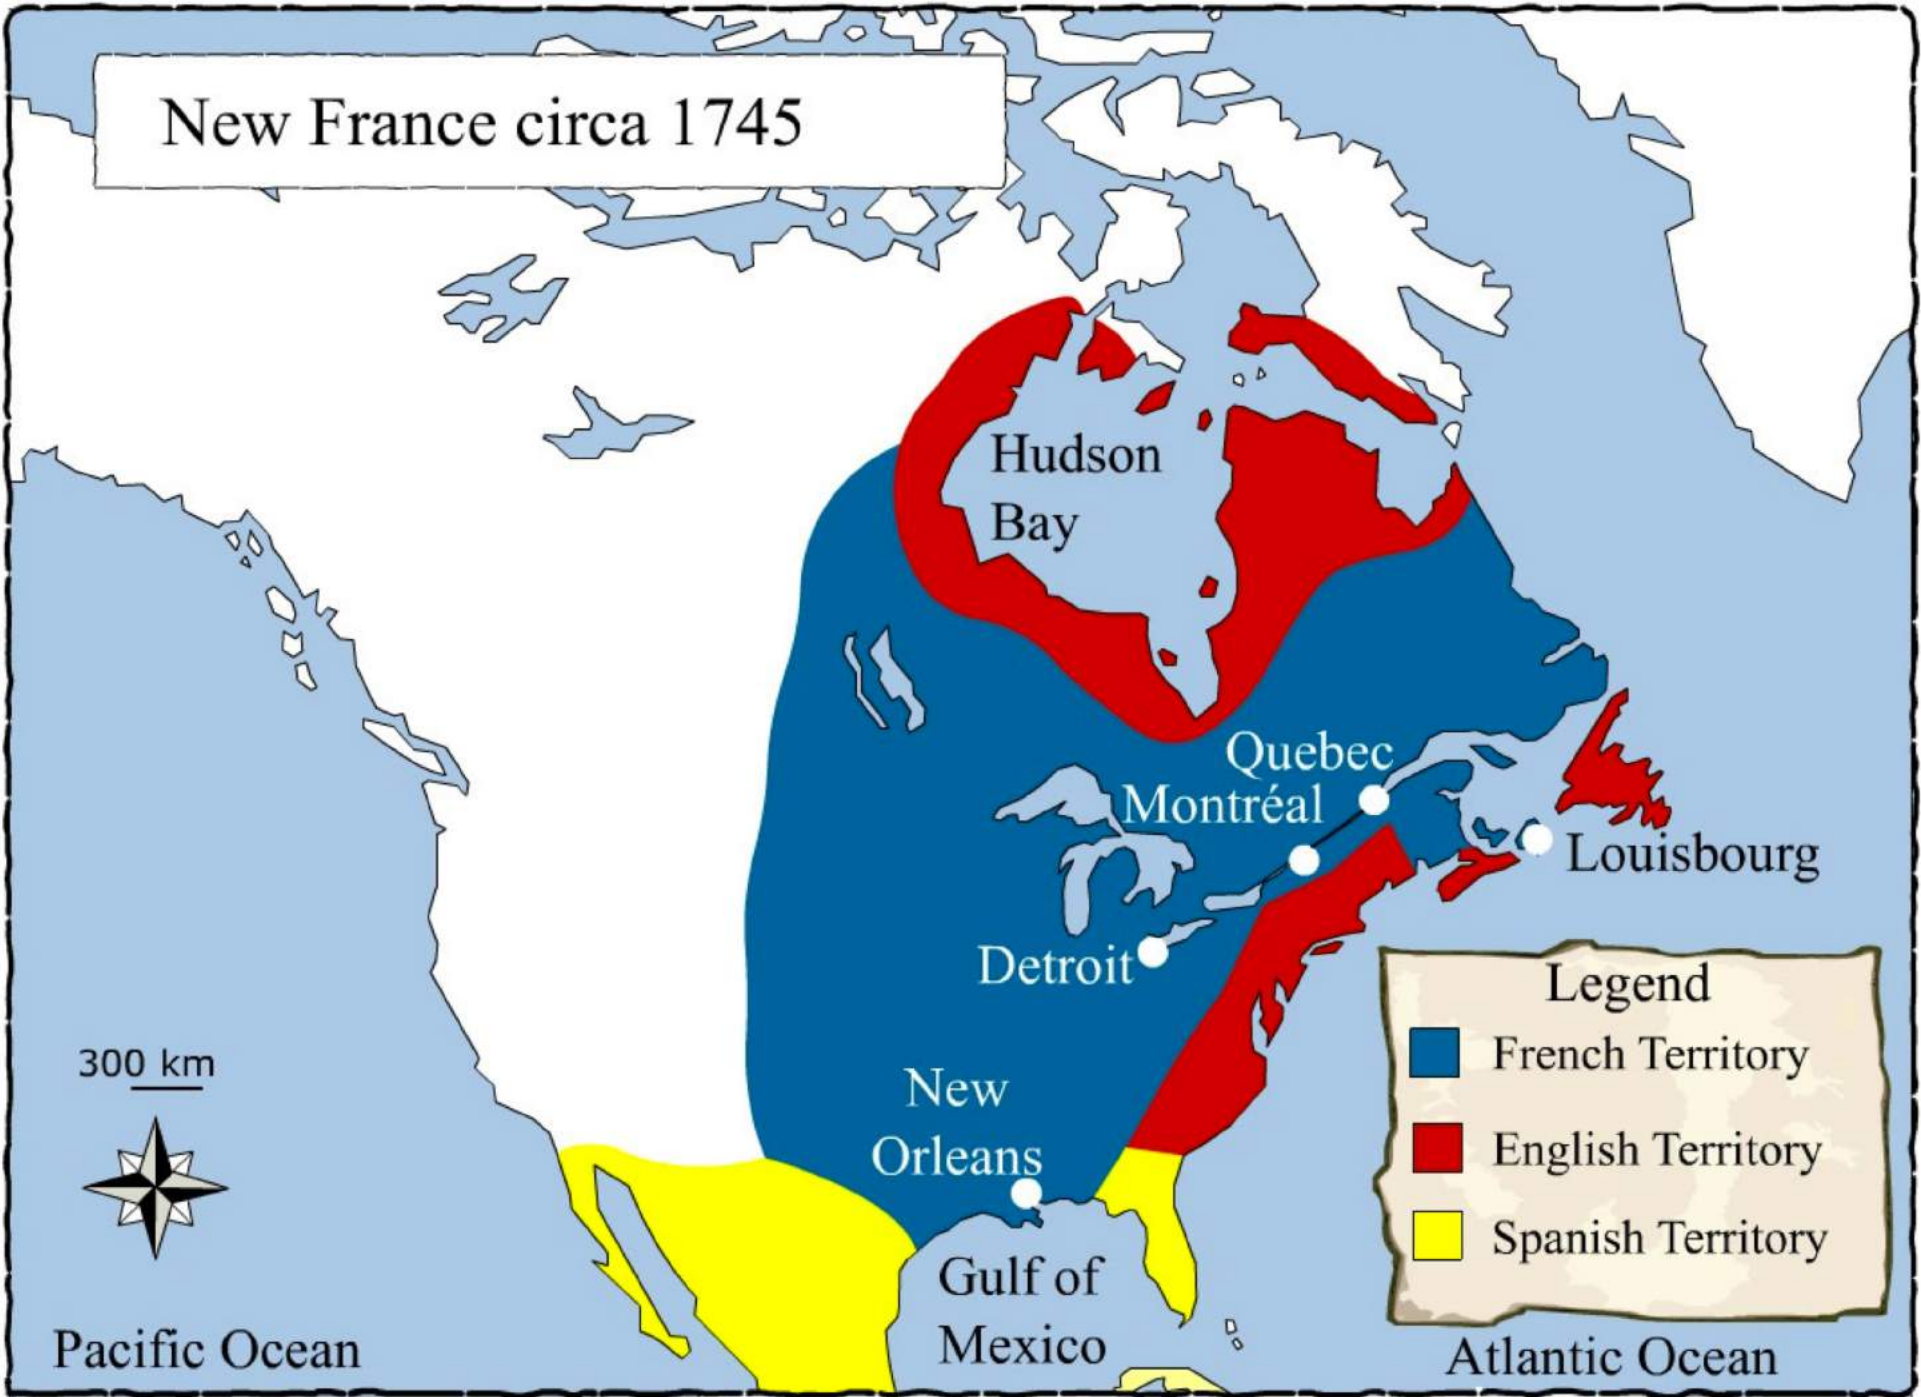 New France circa 1745
Hudson
Bay
Quebec
Montréal
Louisbourg
Detroit
Legend
French Territory
English Territory
Spanish Territory
300 km
New
Orleans
Gulf of
Mexico
Pacific Ocean
Atlantic Ocean